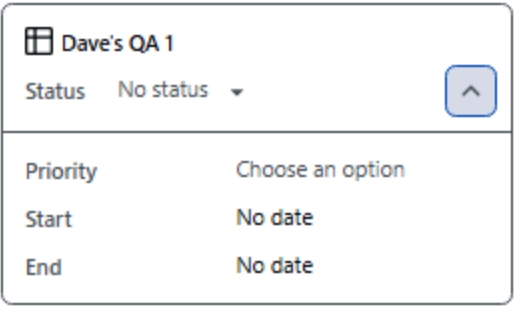 Dave's QA 1
Status No status
Priority Choose an option
Start No date
End No date